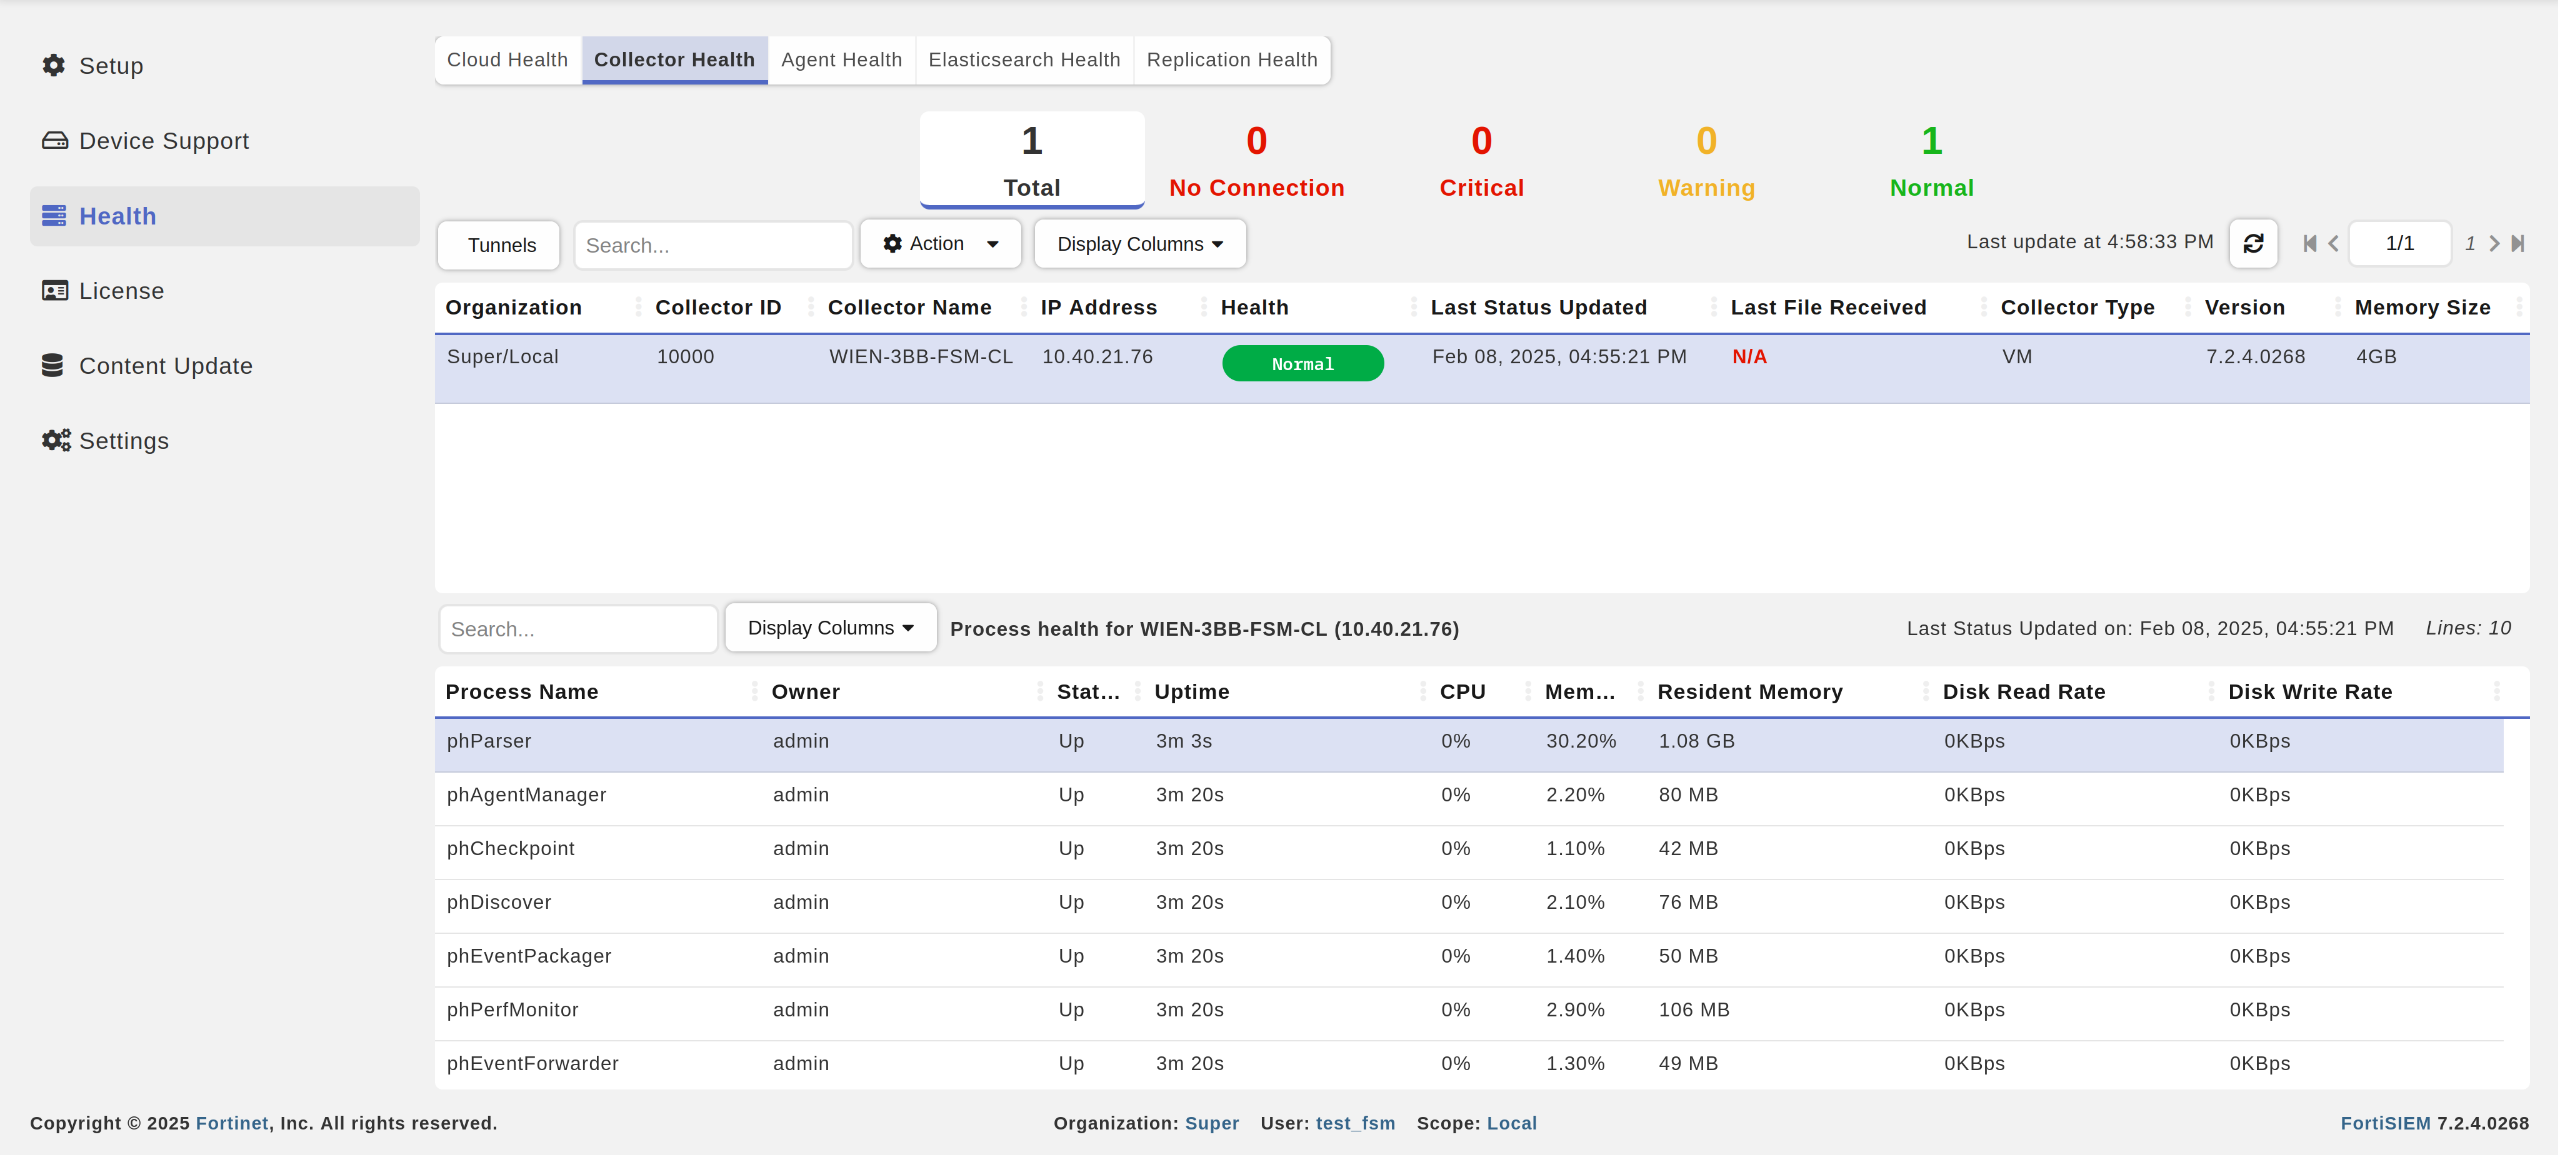 Setup
Device Support
Health
License
Content Update
Settings
Cloud Health Collector Health Agent Health Elasticsearch Health Replication Health
1 0 0 0 1
Total No Connection Critical Warning Normal
Tunnels Search... Action Display Columns Last update at 4:58:33 PM 1/1 1
Organization Collector ID Collector Name IP Address Health Last Status Updated Last File Received Collector Type Version Memory Size
Super/Local 10000 WIEN-3BB-FSM-CL 10.40.21.76 Normal Feb 08, 2025, 04:55:21 PM N/A VM 7.2.4.0268 4GB
Search... Display Columns Process health for WIEN-3BB-FSM-CL (10.40.21.76) Last Status Updated on: Feb 08, 2025, 04:55:21 PM Lines: 10
Process Name Owner Stat... Uptime CPU Mem... Resident Memory Disk Read Rate Disk Write Rate
phParser admin Up 3m 3s 0% 30.20% 1.08 GB 0KBps 0KBps
phAgentManager admin Up 3m 20s 0% 2.20% 80 MB 0KBps 0KBps
phCheckpoint admin Up 3m 20s 0% 1.10% 42 MB 0KBps 0KBps
phDiscover admin Up 3m 20s 0% 2.10% 76 MB 0KBps 0KBps
phEventPackager admin Up 3m 20s 0% 1.40% 50 MB 0KBps 0KBps
phPerfMonitor admin Up 3m 20s 0% 2.90% 106 MB 0KBps 0KBps
phEventForwarder admin Up 3m 20s 0% 1.30% 49 MB 0KBps 0KBps
Copyright © 2025 Fortinet, Inc. All rights reserved. Organization: Super User: test_fsm Scope: Local FortiSIEM 7.2.4.0268